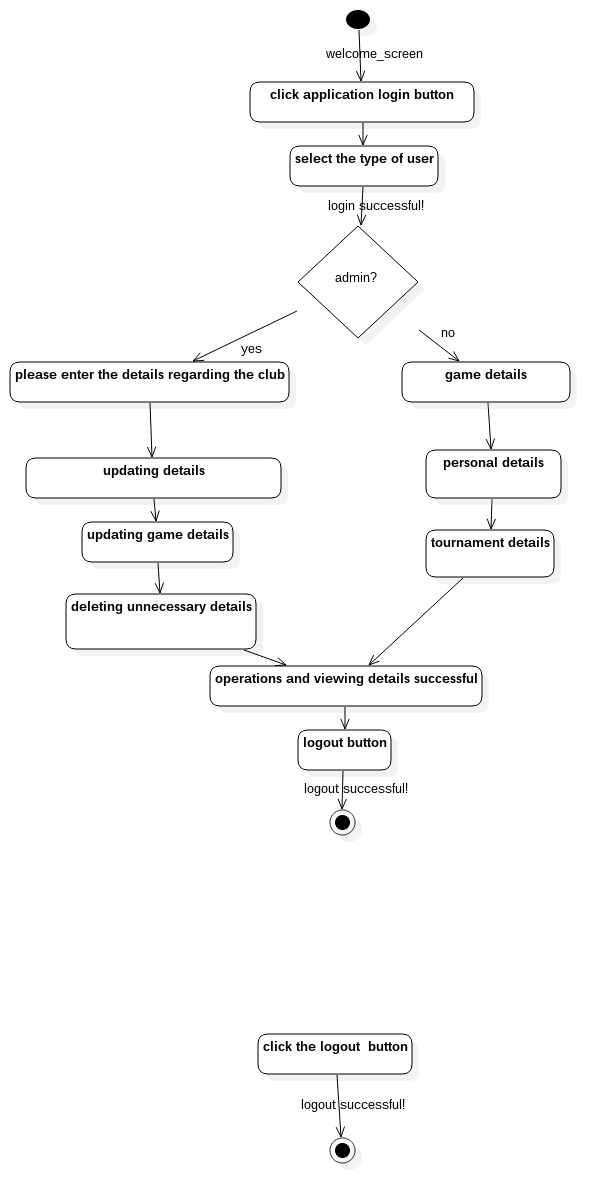 welcome_screen
click application login button
select the type of user
login successful!
admin?
yes
no
please enter the details regarding the club
game details
updating details
personal details
updating game details
tournament details
deleting unnecessary details
operations and viewing details successful
logout button
logout successful!
click the logout  button
logout successful!